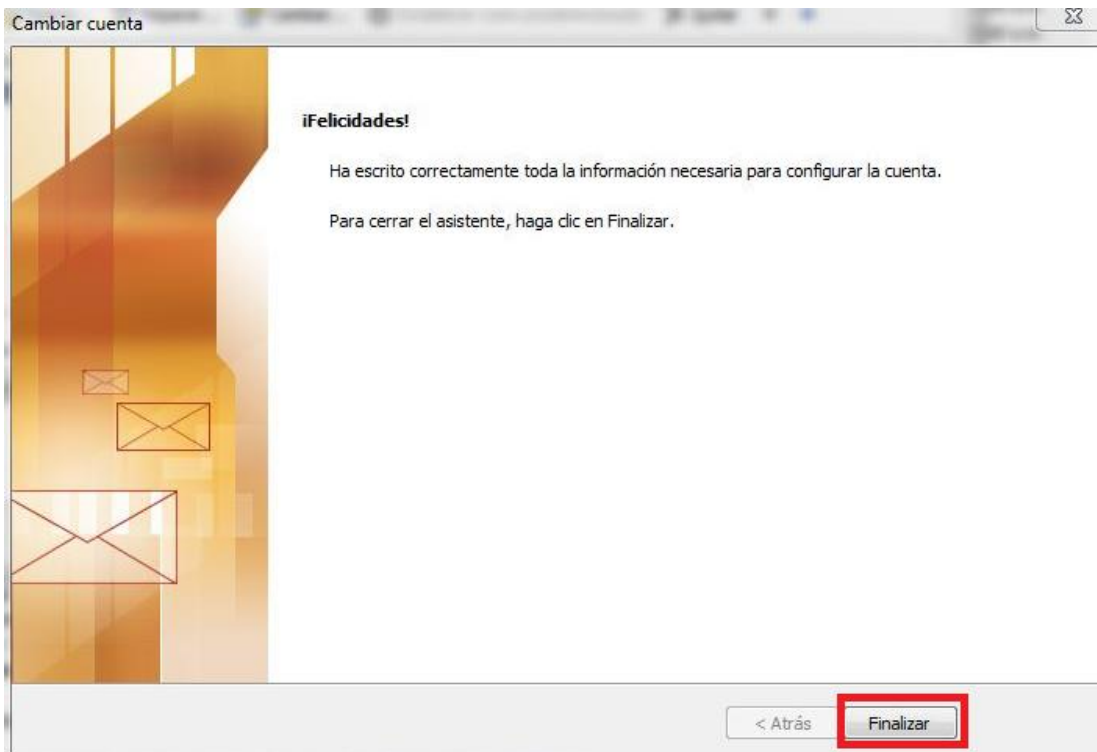 Cambiar cuenta
¡Felicidades!
Ha escrito correctamente toda la información necesaria para configurar la cuenta.
Para cerrar el asistente, haga clic en Finalizar.
< Atrás
Finalizar